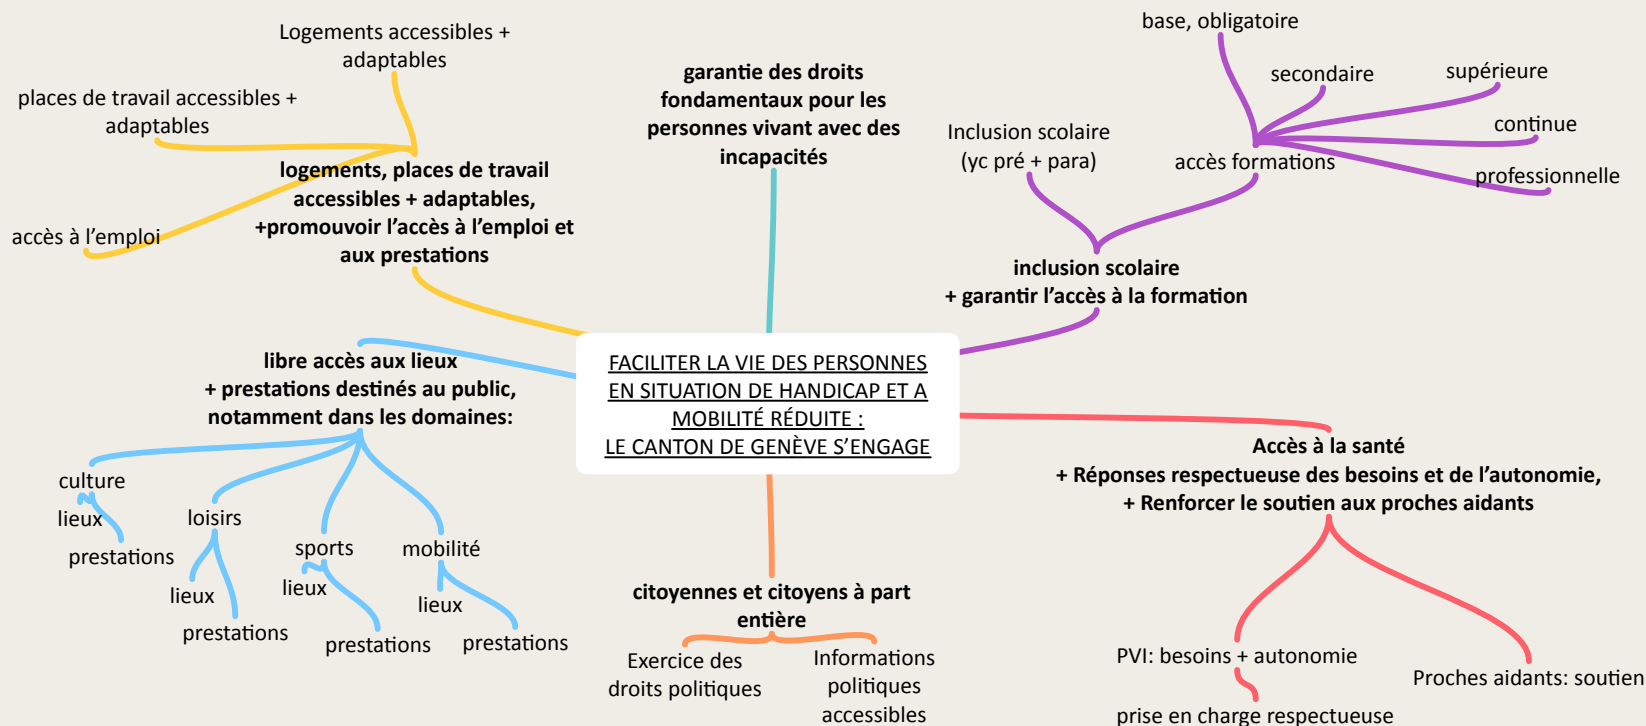 Logements accessibles +
adaptables
places de travail accessibles +
adaptables
logements, places de travail
accessibles + adaptables,
+promouvoir l’accès à l’emploi et
aux prestations
accès à l’emploi
garantie des droits
fondamentaux pour les
personnes vivant avec des
incapacités
base, obligatoire
secondaire
supérieure
continue
professionnelle
accès formations
Inclusion scolaire
(yc pré + para)
inclusion scolaire
+ garantir l’accès à la formation
FACILITER LA VIE DES PERSONNES
EN SITUATION DE HANDICAP ET A
MOBILITÉ RÉDUITE :
LE CANTON DE GENÈVE S’ENGAGE
libre accès aux lieux
+ prestations destinés au public,
notamment dans les domaines:
culture
lieux
prestations
loisirs
lieux
prestations
sports
lieux
prestations
mobilité
lieux
prestations
citoyennes et citoyens à part
entière
Exercice des
droits politiques
Informations
politiques
accessibles
Accès à la santé
+ Réponses respectueuse des besoins et de l’autonomie,
+ Renforcer le soutien aux proches aidants
PVI: besoins + autonomie
prise en charge respectueuse
Proches aidants: soutien